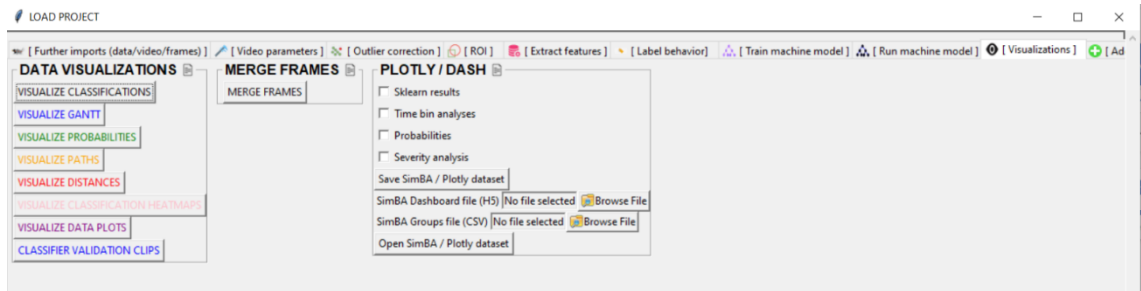 LOAD PROJECT
[ Further imports (data/video/frames) ] [ Video parameters ] [ Outlier correction ] [ ROI ] [ Extract features ] [ Label behavior] [ Train machine model ] [ Run machine model ] [ Visualizations ] [ Ad
DATA VISUALIZATIONS
VISUALIZE CLASSIFICATIONS
VISUALIZE GANTT
VISUALIZE PROBABILITIES
VISUALIZE PATHS
VISUALIZE DISTANCES
VISUALIZE CLASSIFICATION HEATMAPS
VISUALIZE DATA PLOTS
CLASSIFIER VALIDATION CLIPS
MERGE FRAMES
MERGE FRAMES
PLOTLY / DASH
Sklearn results
Time bin analyses
Probabilities
Severity analysis
Save SimBA / Plotly dataset
SimBA Dashboard file (H5) No file selected Browse File
SimBA Groups file (CSV) No file selected Browse File
Open SimBA / Plotly dataset